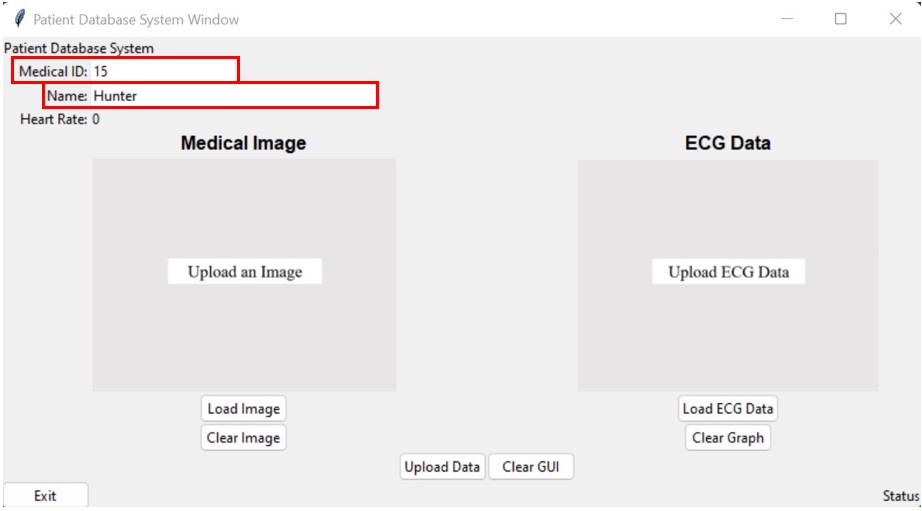 Patient Database System Window
Patient Database System
Medical ID: 15
Name: Hunter
Heart Rate: 0
Medical Image
ECG Data
Upload an Image
Upload ECG Data
Load Image
Load ECG Data
Clear Image
Clear Graph
Upload Data
Clear GUI
Exit
Status